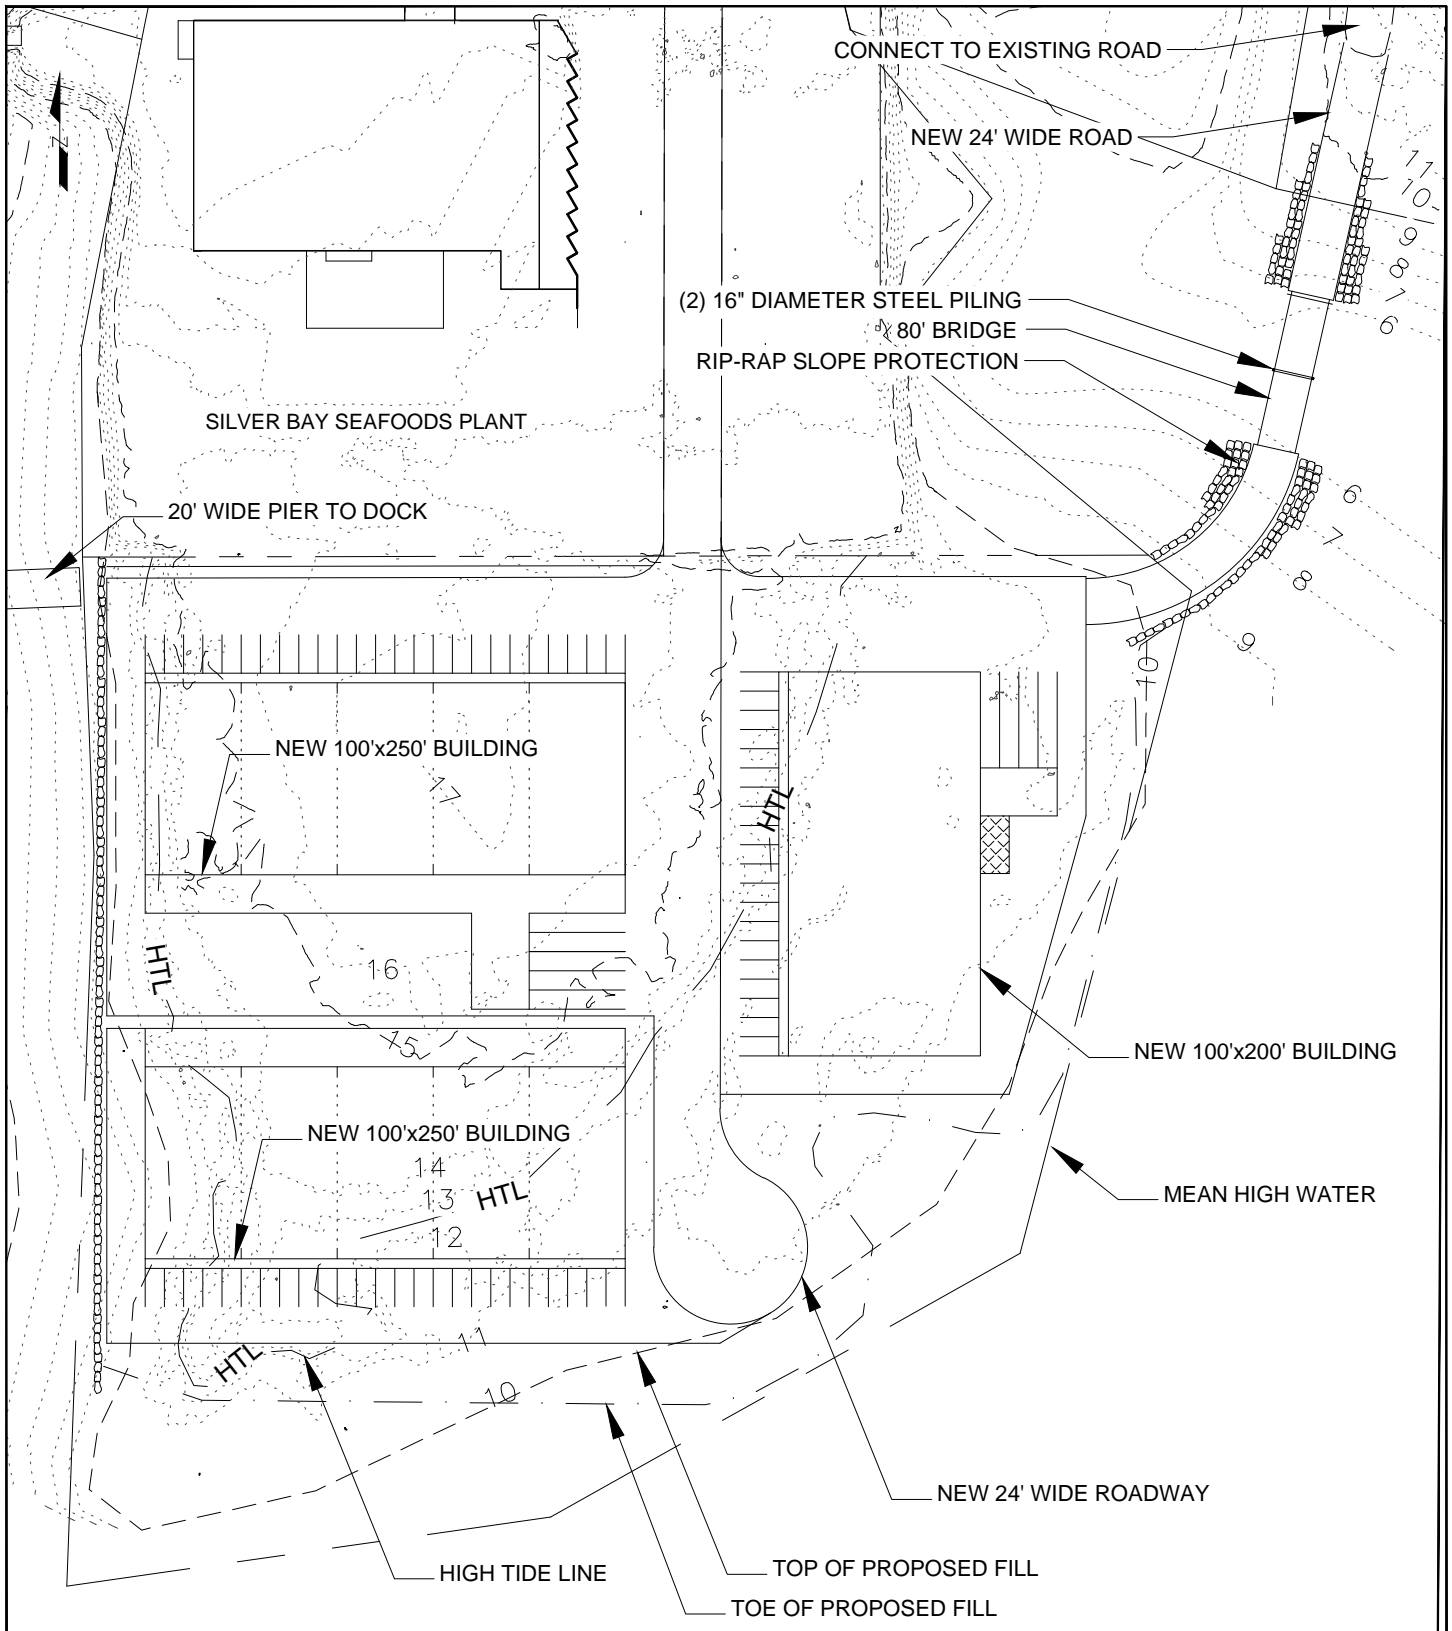 CONNECT TO EXISTING ROAD
N
NEW 24' WIDE ROAD
11
10
9
8
7
6
(2) 16" DIAMETER STEEL PILING
80' BRIDGE
RIP-RAP SLOPE PROTECTION
SILVER BAY SEAFOODS PLANT
20' WIDE PIER TO DOCK
6
7
8
9
10
NEW 100'x250' BUILDING
17
HTL
HTL
16
15
NEW 100'x200' BUILDING
NEW 100'x250' BUILDING
14
13
12
HTL
MEAN HIGH WATER
11
HTL
10
NEW 24' WIDE ROADWAY
HIGH TIDE LINE
TOP OF PROPOSED FILL
TOE OF PROPOSED FILL